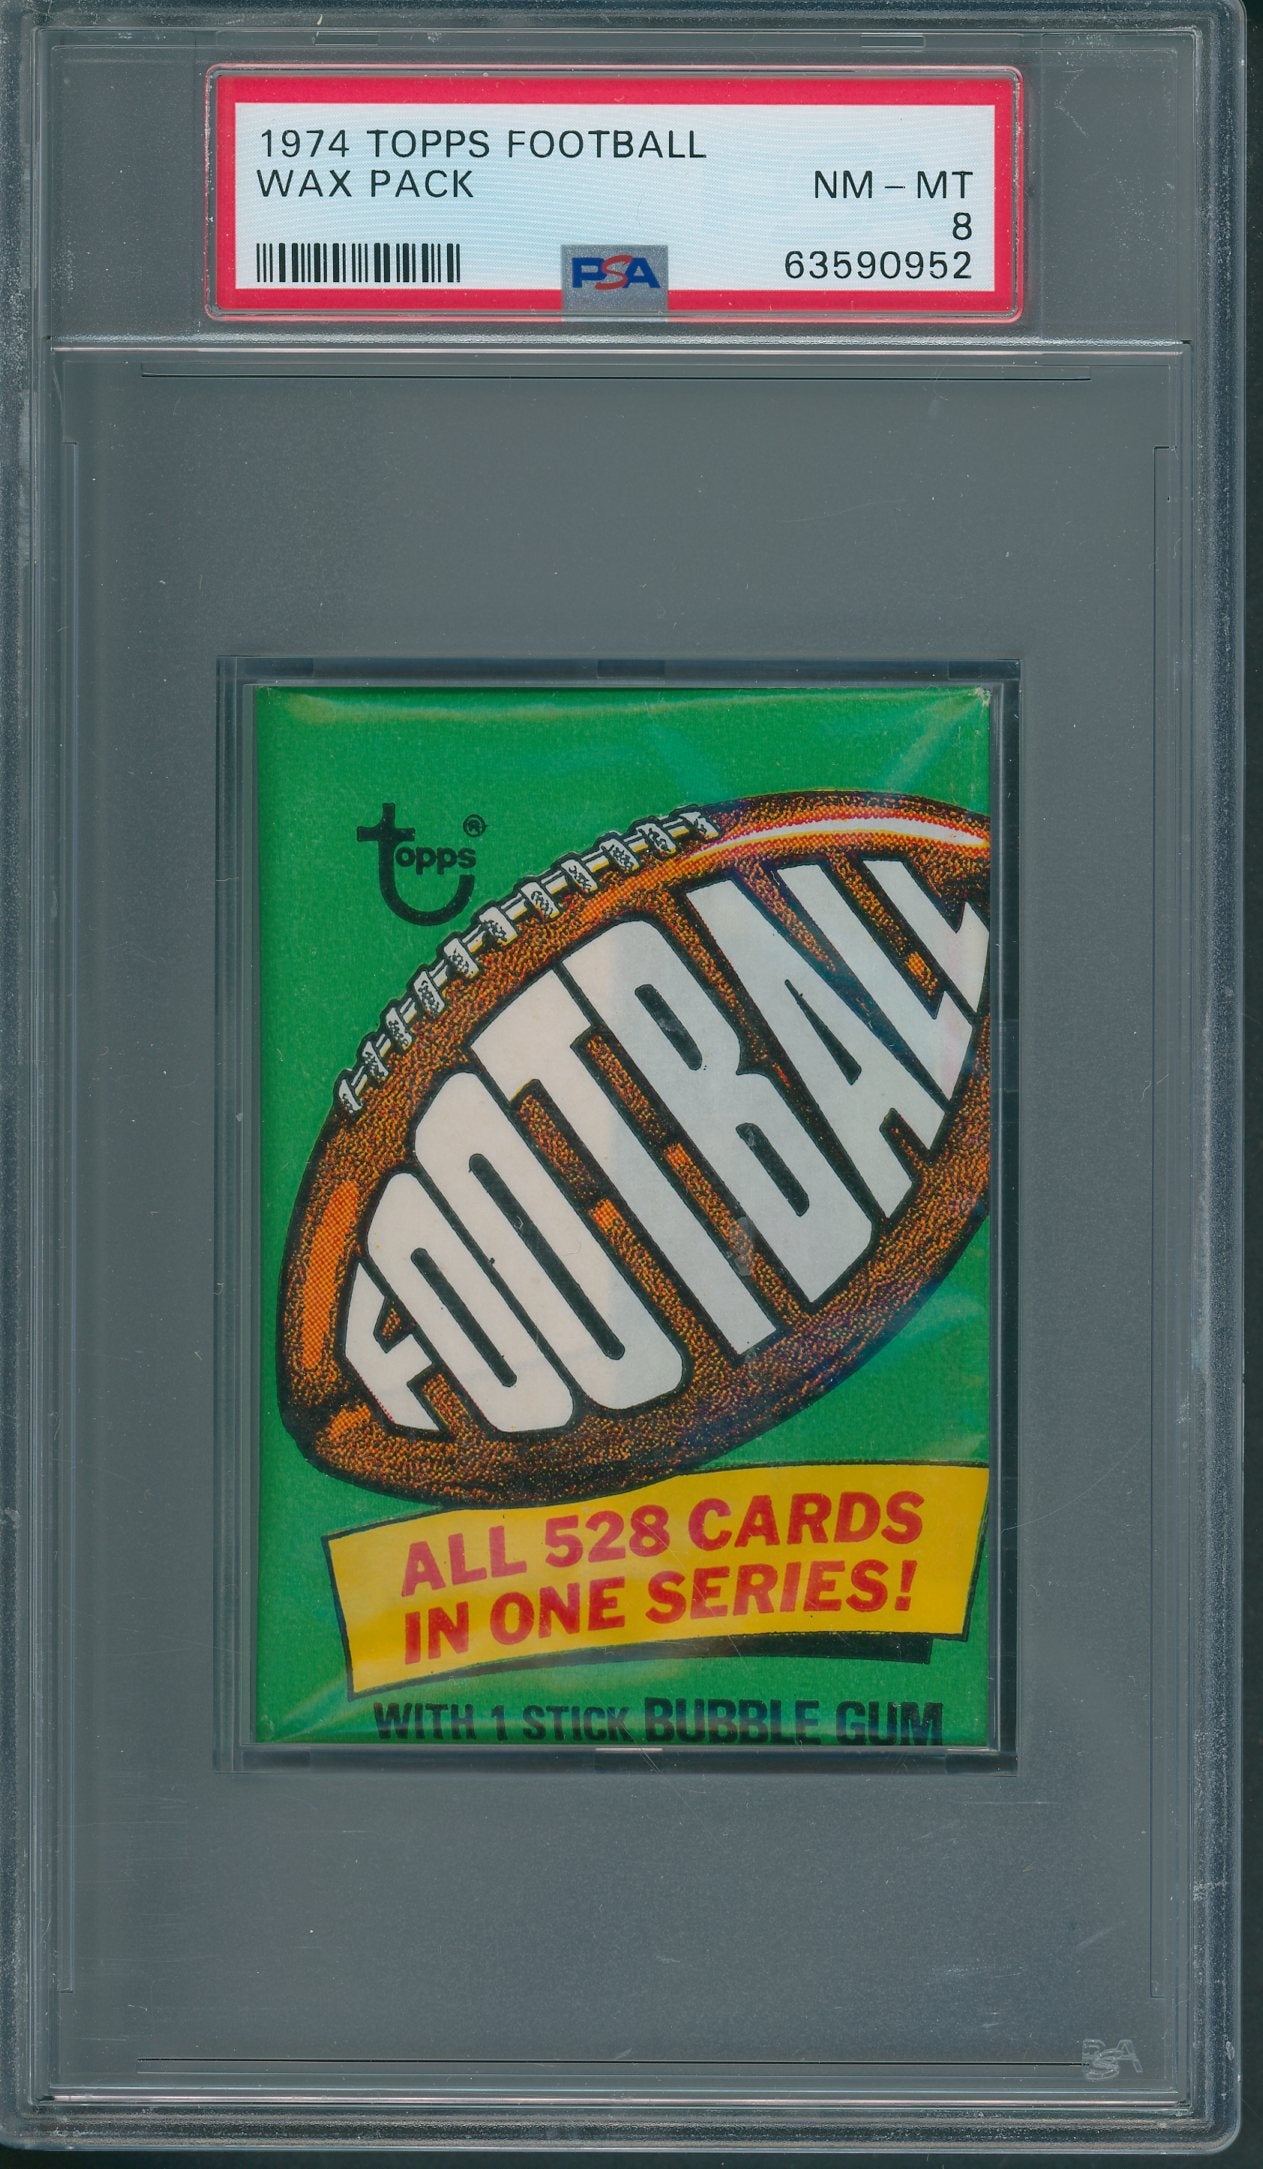 1974 TOPPS FOOTBALL
WAX PACK
NM – MT
8
63590952
PSA
topps ®
FOOTBALL
ALL 528 CARDS
IN ONE SERIES!
WITH 1 STICK BUBBLE GUM
PSA